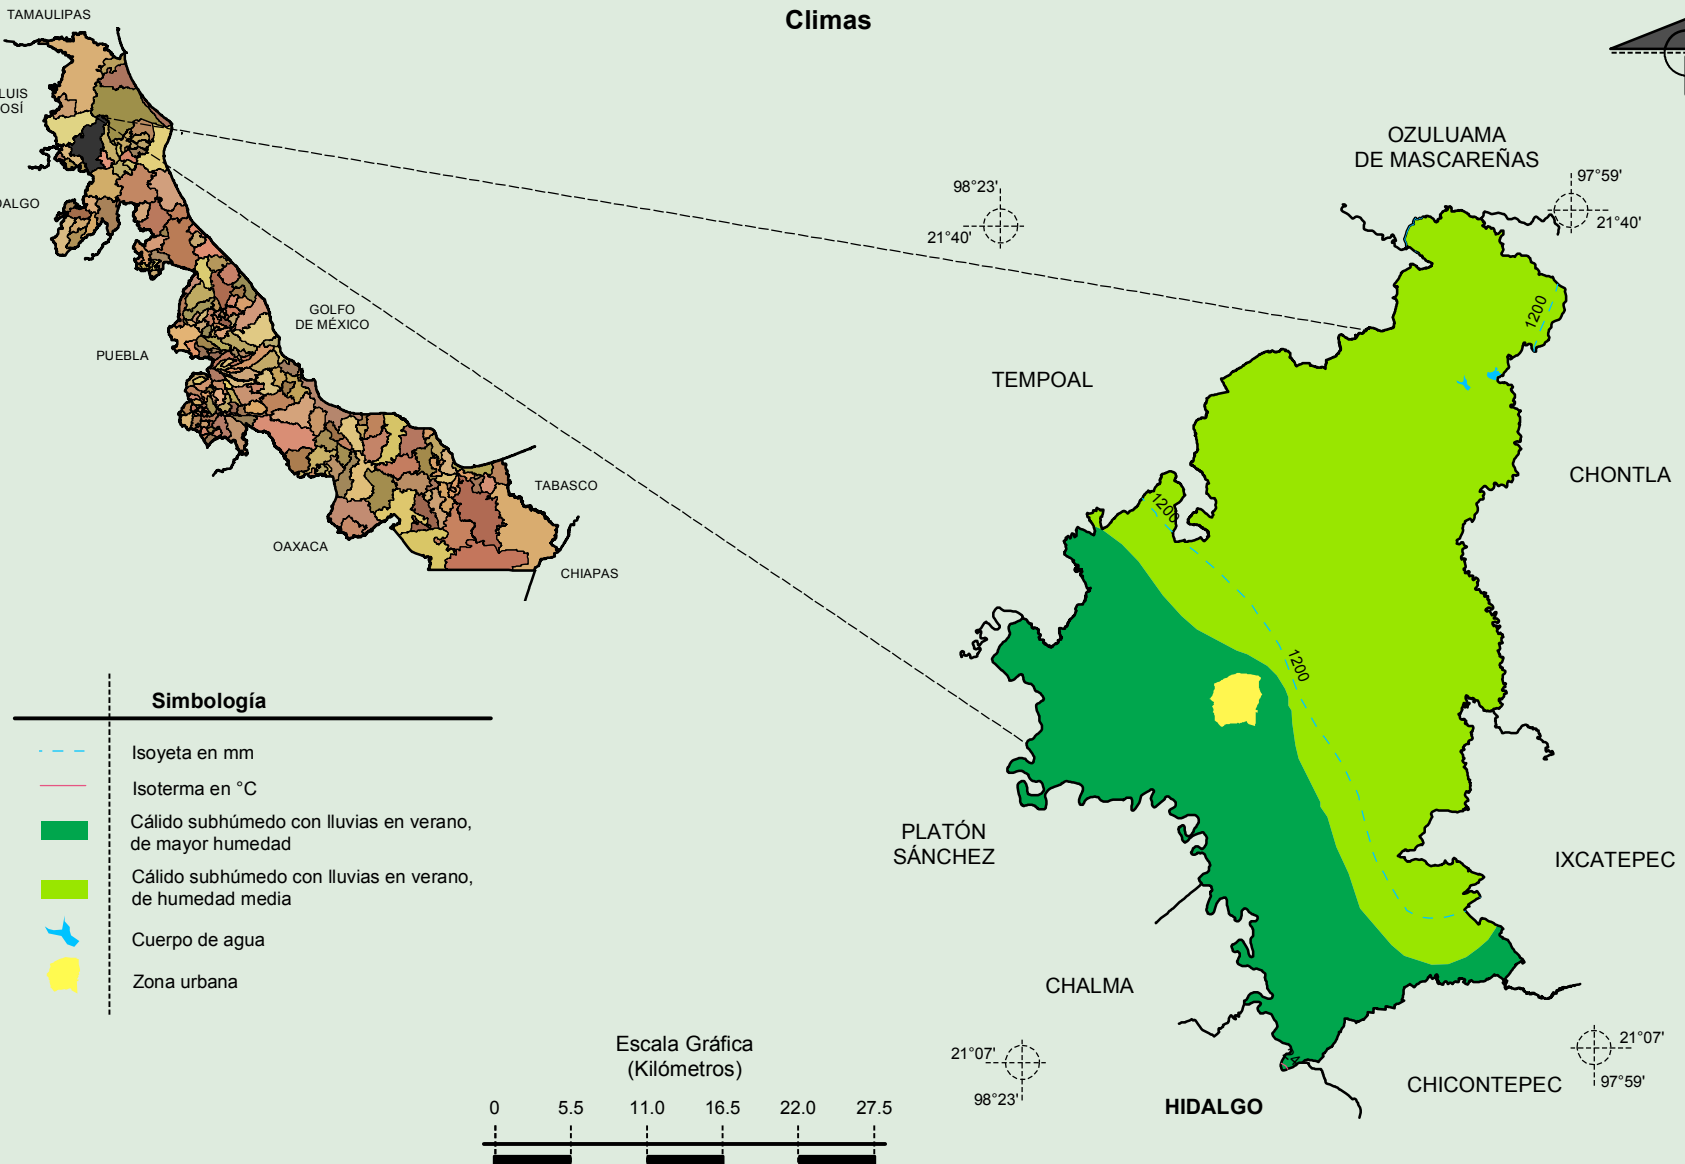 Climas
TAMAULIPAS
LUIS
OSÍ
DALGO
PUEBLA
GOLFO
DE MÉXICO
TABASCO
OAXACA
CHIAPAS
OZULUAMA
DE MASCAREÑAS
98°23'
21°40'
97°59'
21°40'
1200
TEMPOAL
CHONTLA
1200
1200
PLATÓN
SÁNCHEZ
IXCATEPEC
CHALMA
21°07'
98°23'
21°07'
97°59'
CHICONTEPEC
HIDALGO
Simbología
Isoyeta en mm
Isoterma en °C
Cálido subhúmedo con lluvias en verano,
de mayor humedad
Cálido subhúmedo con lluvias en verano,
de humedad media
Cuerpo de agua
Zona urbana
Escala Gráfica
(Kilómetros)
0 5.5 11.0 16.5 22.0 27.5